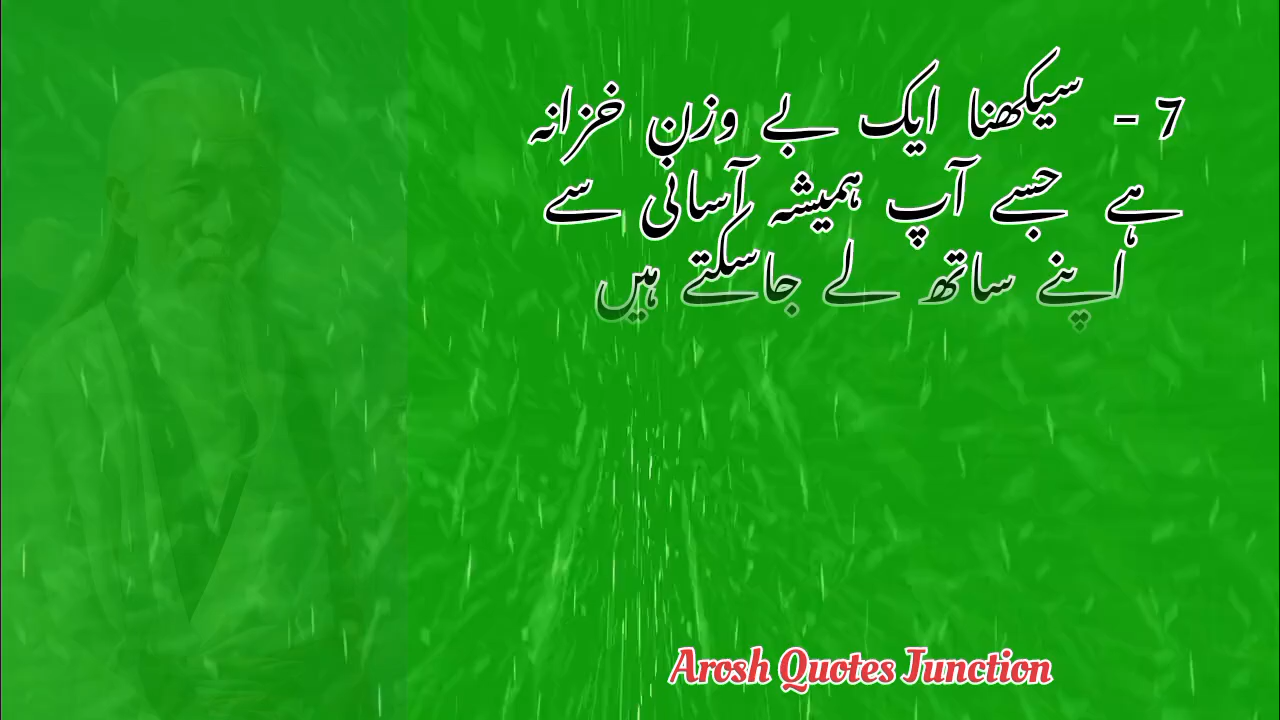 7 - سیکھنا ایک بے وزن خزانہ
ہے جسے آپ ہمیشہ آسانی سے
اپنے ساتھ لے جاسکتے ہیں
Arosh Quotes Junction